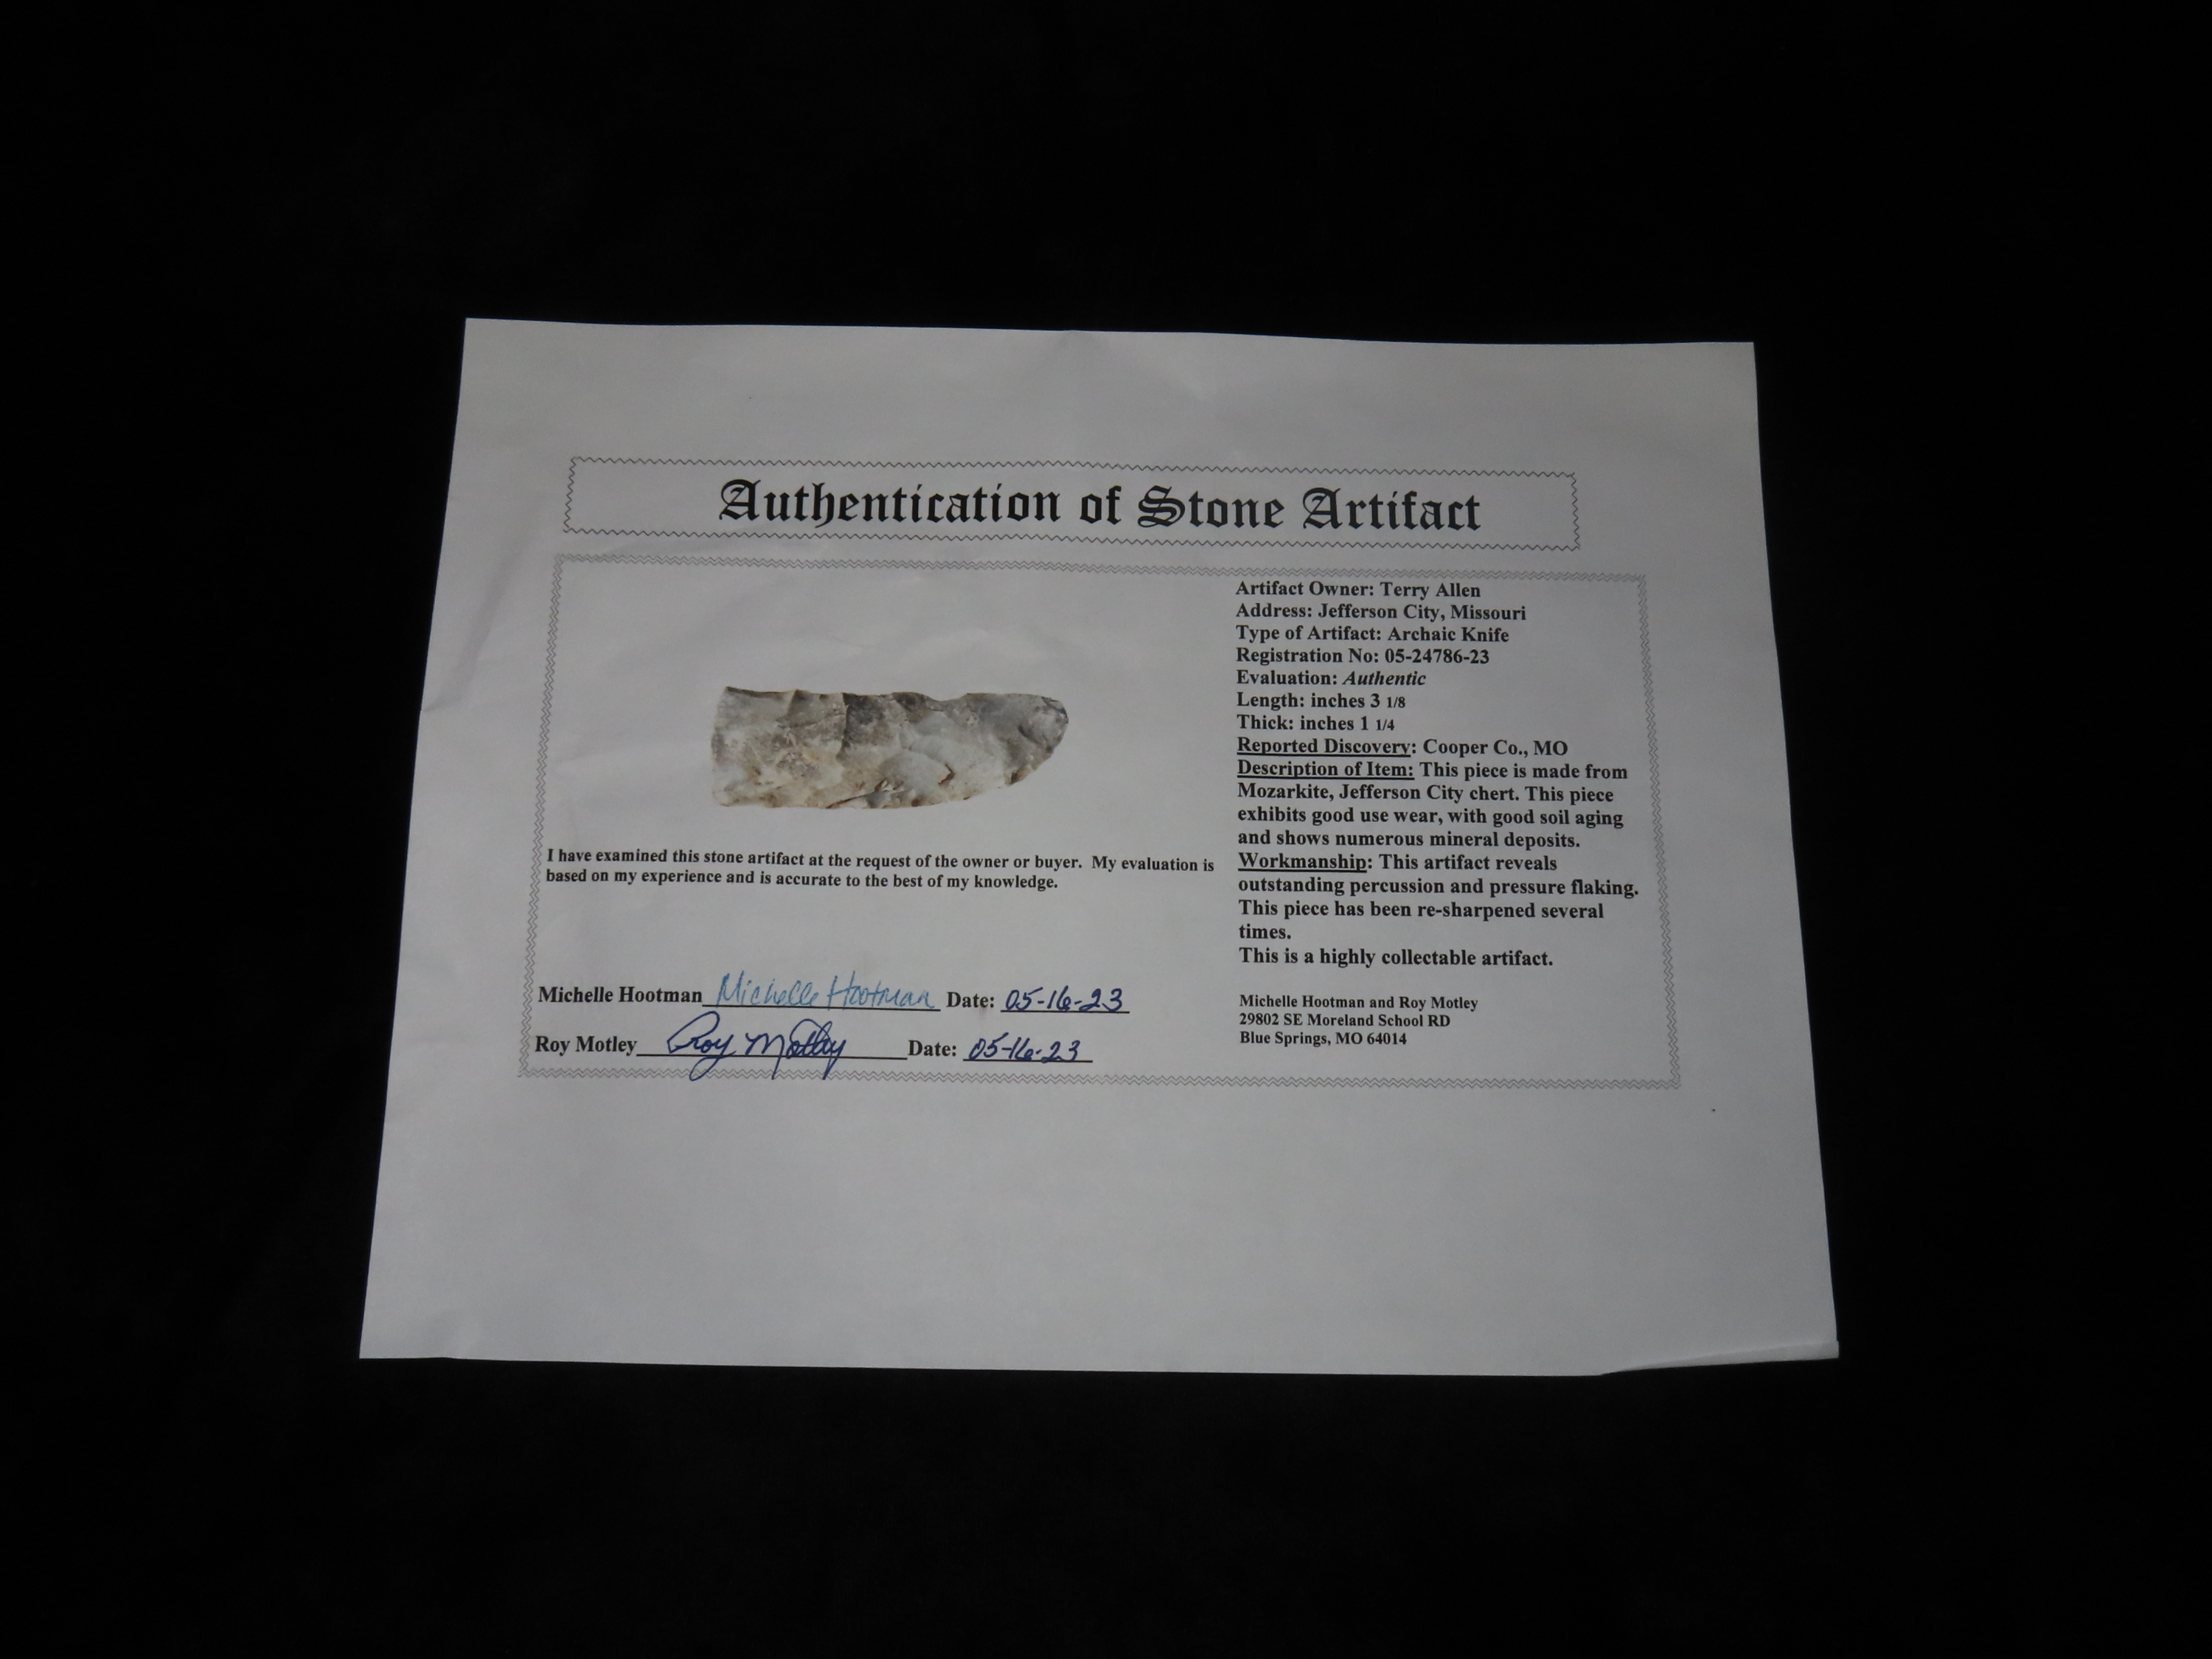 Authentication of Stone Artifact
Artifact Owner: Terry Allen
Address: Jefferson City, Missouri
Type of Artifact: Archaic Knife
Registration No: 05-24786-23
Evaluation: Authentic
Length: inches 3 1/8
Thick: inches 1 1/4
Reported Discovery: Cooper Co., MO
Description of Item: This piece is made from
Mozarkite, Jefferson City chert. This piece
exhibits good use wear, with good soil aging
and shows numerous mineral deposits.
Workmanship: This artifact reveals
outstanding percussion and pressure flaking.
This piece has been re-sharpened several
times.
This is a highly collectable artifact.
I have examined this stone artifact at the request of the owner or buyer. My evaluation is
based on my experience and is accurate to the best of my knowledge.
Michelle Hootman Michelle Hootman Date: 05-16-23
Roy Motley Roy Motley Date: 05-16-23
Michelle Hootman and Roy Motley
29802 SE Moreland School RD
Blue Springs, MO 64014